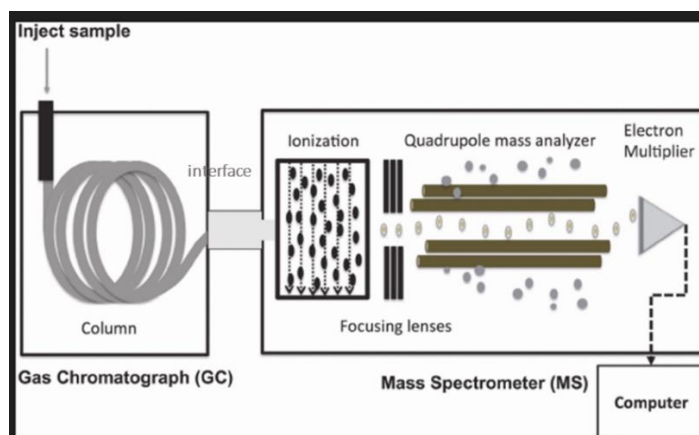 Inject sample
interface
Ionization
Quadrupole mass analyzer
Electron
Multiplier
Column
Focusing lenses
Gas Chromatograph (GC)
Mass Spectrometer (MS)
Computer